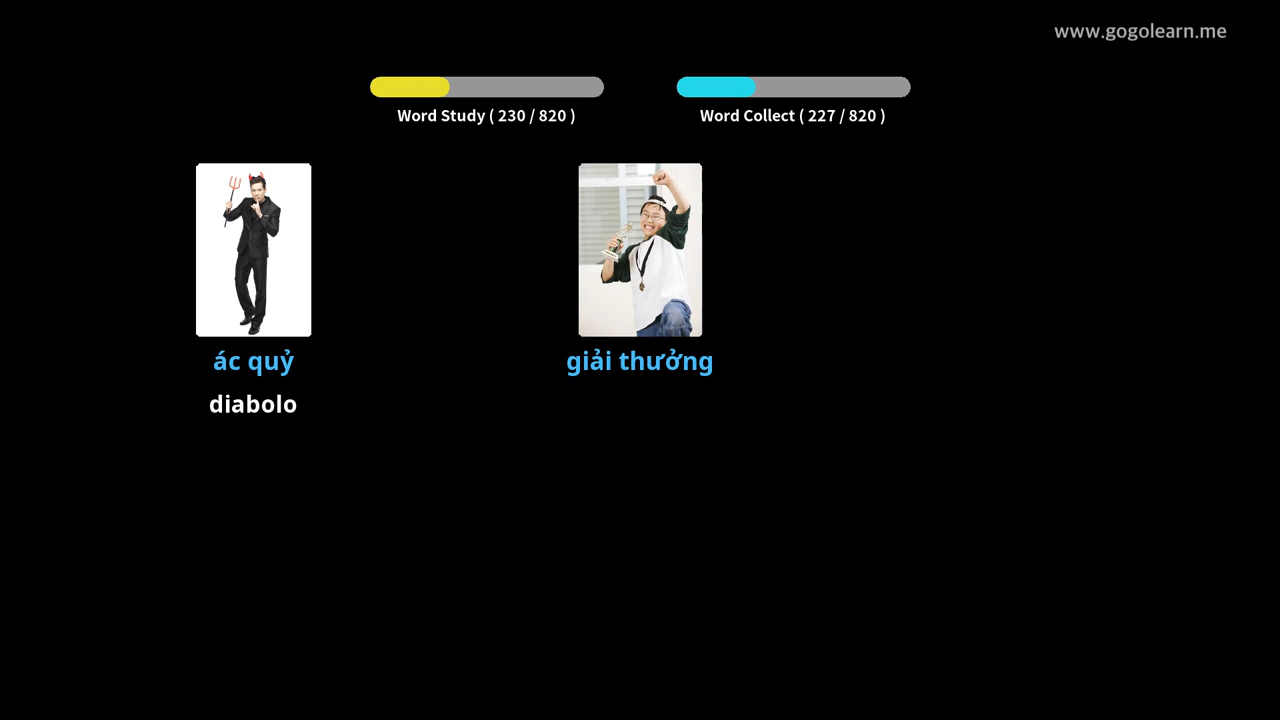 www.gogolearn.me
Word Study ( 230 / 820 )
Word Collect ( 227 / 820 )
ác quỷ
giải thưởng
diabolo